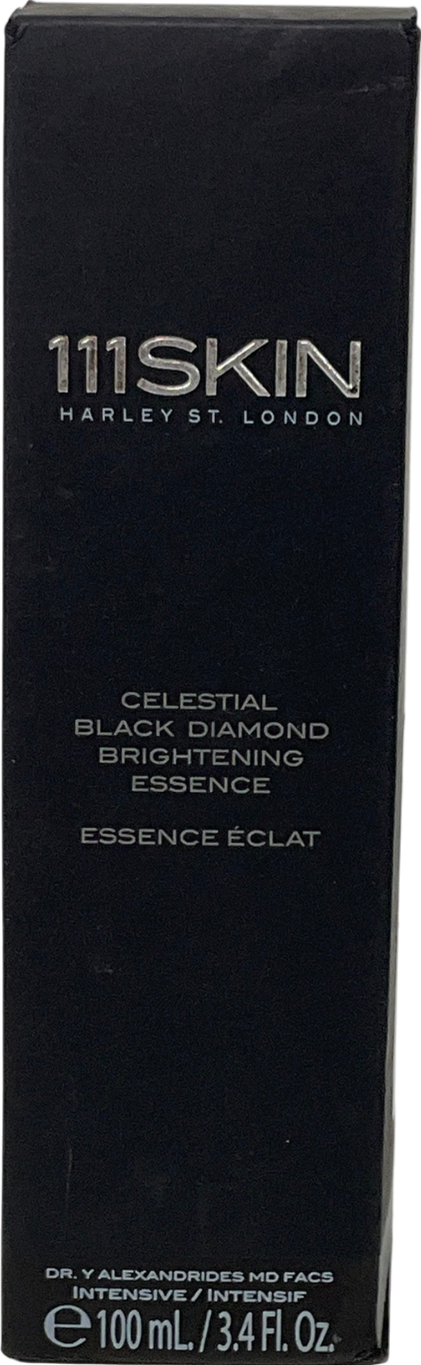 111SKIN
HARLEY ST. LONDON
CELESTIAL
BLACK DIAMOND
BRIGHTENING
ESSENCE
ESSENCE ÉCLAT
DR. Y ALEXANDRIDES MD FACS
INTENSIVE / INTENSIF
℮100 mL. / 3.4 Fl. Oz.